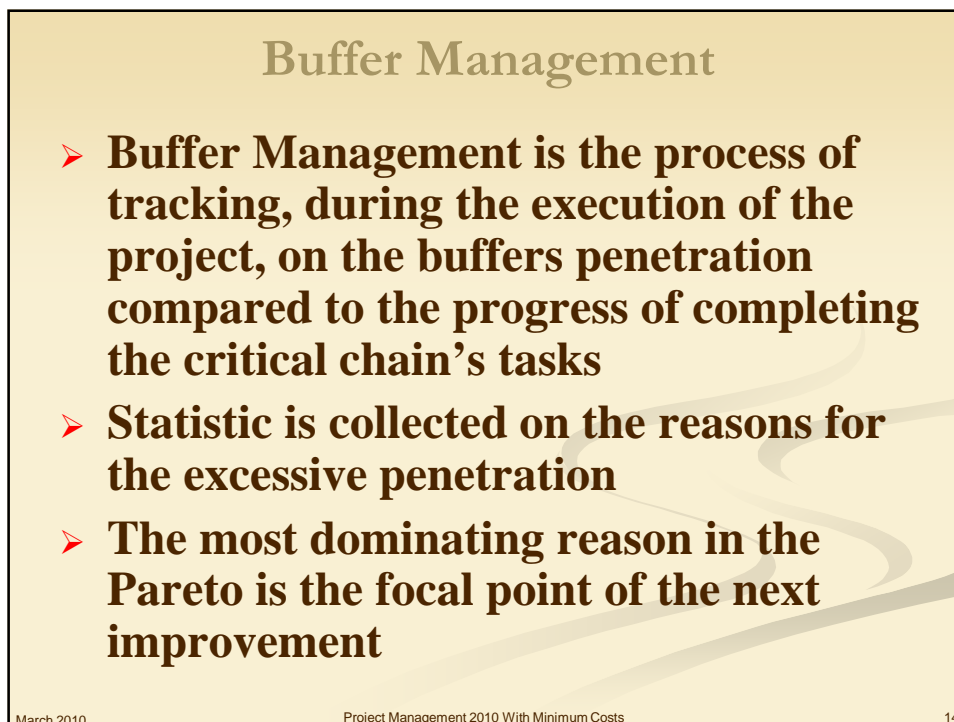 Buffer Management
➢ Buffer Management is the process of
tracking, during the execution of the
project, on the buffers penetration
compared to the progress of completing
the critical chain’s tasks
➢ Statistic is collected on the reasons for
the excessive penetration
➢ The most dominating reason in the
Pareto is the focal point of the next
improvement
March 2010 Project Management 2010 With Minimum Costs 14